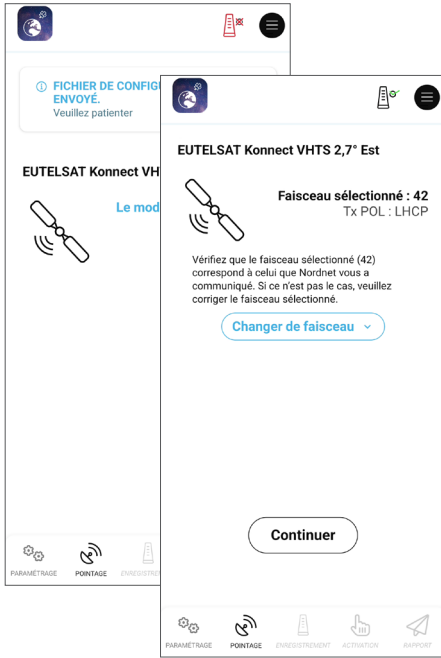 FICHIER DE CONFIGU
ENVOYÉ.
Veuillez patienter
EUTELSAT Konnect VH
Le mod
PARAMÉTRAGE
POINTAGE
ENREGISTREM
EUTELSAT Konnect VHTS 2,7° Est
Faisceau sélectionné : 42
Tx POL : LHCP
Vérifiez que le faisceau sélectionné (42)
correspond à celui que Nordnet vous a
communiqué. Si ce n'est pas le cas, veuillez
corriger le faisceau sélectionné.
Changer de faisceau
Continuer
PARAMÉTRAGE
POINTAGE
ENREGISTREMENT
ACTIVATION
RAPPORT